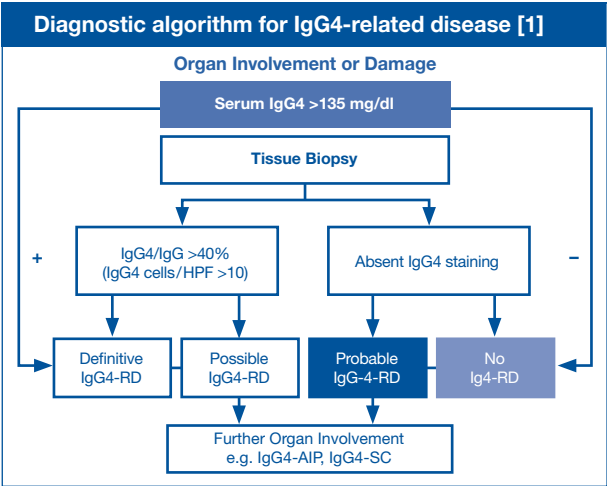 Diagnostic algorithm for IgG4-related disease [1]
Organ Involvement or Damage
Serum IgG4 >135 mg/dl
Tissue Biopsy
+
IgG4/IgG >40%
(IgG4 cells/HPF >10)
Absent IgG4 staining
–
Definitive
IgG4-RD
Possible
IgG4-RD
Probable
IgG-4-RD
No
Ig4-RD
Further Organ Involvement
e.g. IgG4-AIP, IgG4-SC